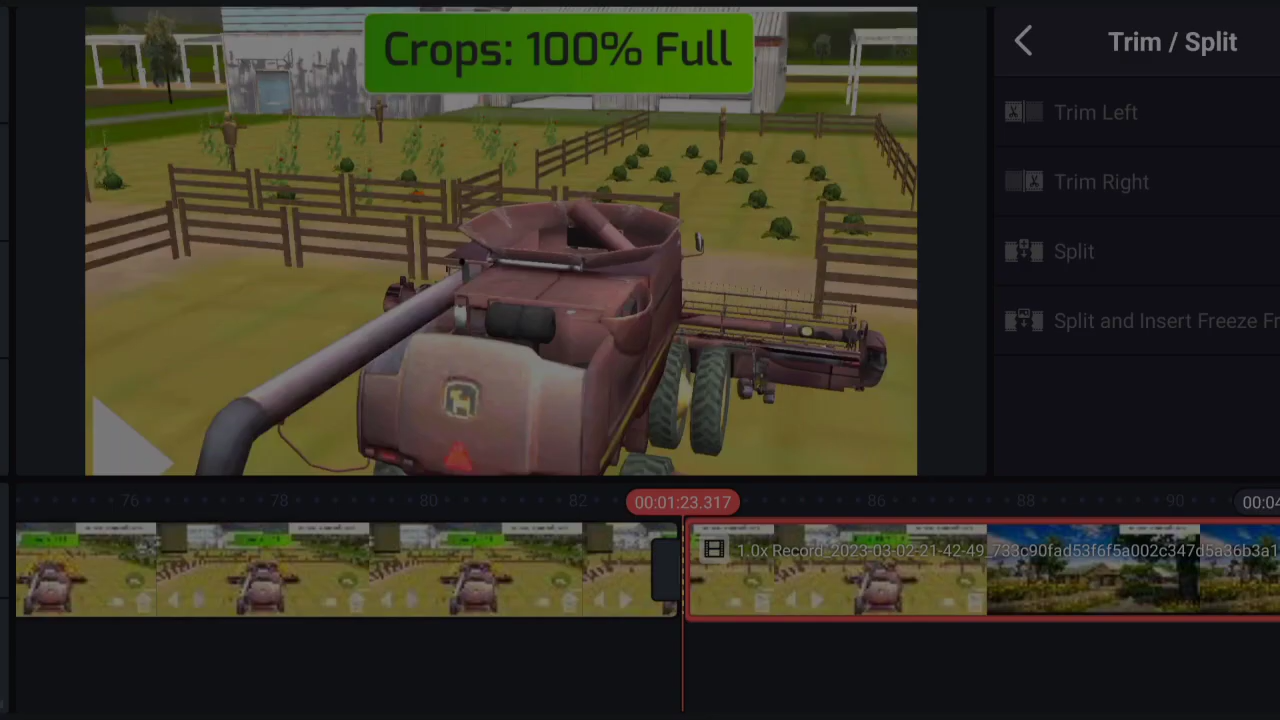 Crops: 100% Full
Trim / Split
Trim Left
Trim Right
Split
Split and Insert Freeze Fr
76
78
80
82
00:01:23.317
86
88
90
00:04
1.0x Record_2023-03-02-21-42-49_733c90fad53f6f5a002c347d5a36b3a1